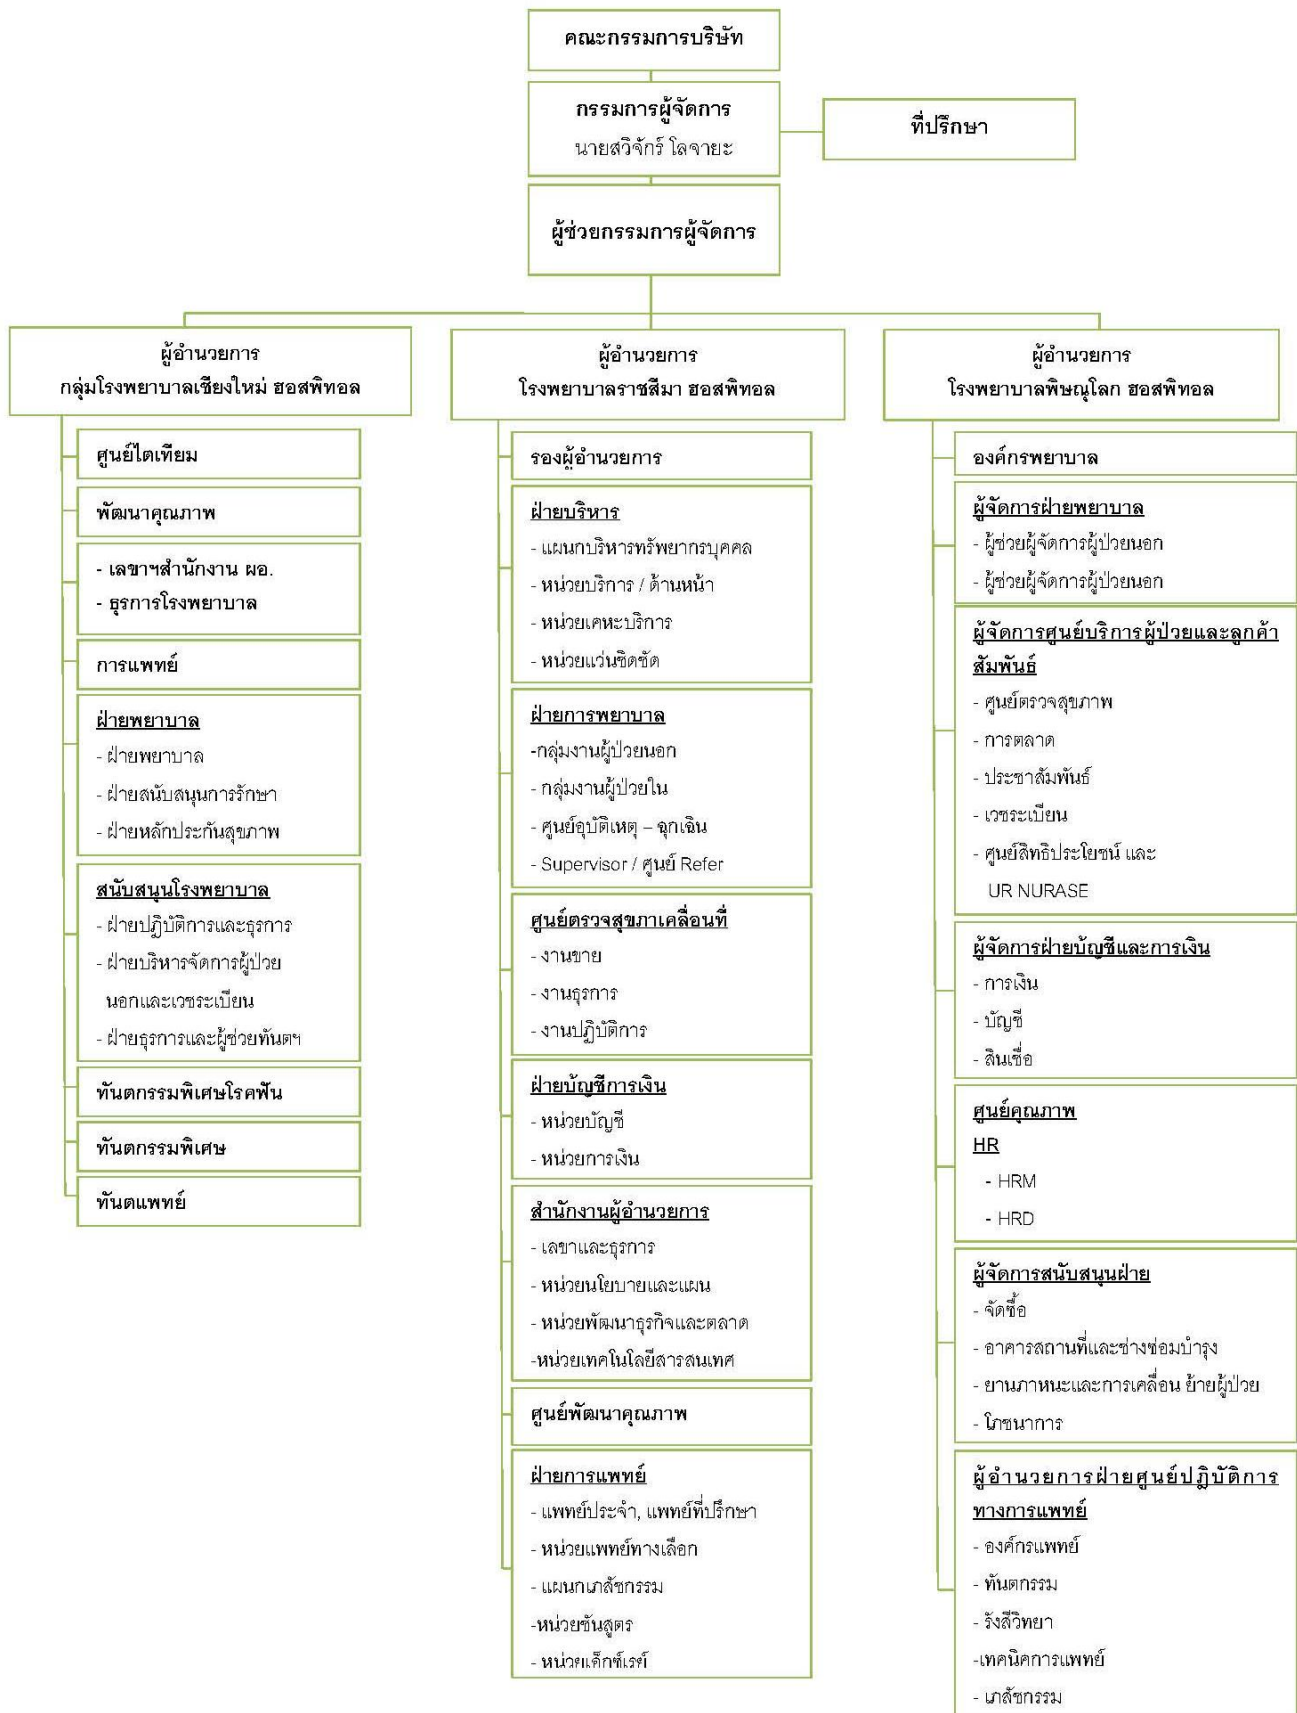 คณะกรรมการบริษัท
กรรมการผู้จัดการ
นายสวิจักร์ โลจายะ
ที่ปรึกษา
ผู้ช่วยกรรมการผู้จัดการ
ผู้อำนวยการ
กลุ่มโรงพยาบาลเชียงใหม่ ฮอสพิทอล
ศูนย์ไตเทียม
พัฒนาคุณภาพ
- เลขาฯสำนักงาน ผอ.
- ธุรการโรงพยาบาล
การแพทย์
ฝ่ายพยาบาล
- ฝ่ายพยาบาล
- ฝ่ายสนับสนุนการรักษา
- ฝ่ายหลักประกันสุขภาพ
สนับสนุนโรงพยาบาล
- ฝ่ายปฏิบัติการและธุรการ
- ฝ่ายบริหารจัดการผู้ป่วย
นอกและเวชระเบียน
- ฝ่ายธุรการและผู้ช่วยทันตฯ
ทันตกรรมพิเศษโรคฟัน
ทันตกรรมพิเศษ
ทันตแพทย์
ผู้อำนวยการ
โรงพยาบาลราชสีมา ฮอสพิทอล
รองผู้อำนวยการ
ฝ่ายบริหาร
- แผนกบริหารทรัพยากรบุคคล
- หน่วยบริการ / ด้านหน้า
- หน่วยเคหะบริการ
- หน่วยแว่นชิดชัด
ฝ่ายการพยาบาล
-กลุ่มงานผู้ป่วยนอก
- กลุ่มงานผู้ป่วยใน
- ศูนย์อุบัติเหตุ – ฉุกเฉิน
- Supervisor / ศูนย์ Refer
ศูนย์ตรวจสุขภาเคลื่อนที่
- งานขาย
- งานธุรการ
- งานปฏิบัติการ
ฝ่ายบัญชีการเงิน
- หน่วยบัญชี
- หน่วยการเงิน
สำนักงานผู้อำนวยการ
- เลขาและธุรการ
- หน่วยนโยบายและแผน
- หน่วยพัฒนาธุรกิจและตลาด
-หน่วยเทคโนโลยีสารสนเทศ
ศูนย์พัฒนาคุณภาพ
ฝ่ายการแพทย์
- แพทย์ประจำ, แพทย์ที่ปรึกษา
- หน่วยแพทย์ทางเลือก
- แผนกเภสัชกรรม
-หน่วยชันสูตร
- หน่วยเอ็กซ์เรย์
ผู้อำนวยการ
โรงพยาบาลพิษณุโลก ฮอสพิทอล
องค์กรพยาบาล
ผู้จัดการฝ่ายพยาบาล
- ผู้ช่วยผู้จัดการผู้ป่วยนอก
- ผู้ช่วยผู้จัดการผู้ป่วยนอก
ผู้จัดการศูนย์บริการผู้ป่วยและลูกค้า
สัมพันธ์
- ศูนย์ตรวจสุขภาพ
- การตลาด
- ประชาสัมพันธ์
- เวชระเบียน
- ศูนย์สิทธิประโยชน์ และ
UR NURASE
ผู้จัดการฝ่ายบัญชีและการเงิน
- การเงิน
- บัญชี
- สินเชื่อ
ศูนย์คุณภาพ
HR
- HRM
- HRD
ผู้จัดการสนับสนุนฝ่าย
- จัดซื้อ
- อาคารสถานที่และช่างซ่อมบำรุง
- ยานภาหนะและการเคลื่อน ย้ายผู้ป่วย
- โภชนาการ
ผู้อำนวยการฝ่ายศูนย์ปฏิบัติการ
ทางการแพทย์
- องค์กรแพทย์
- ทันตกรรม
- รังสีวิทยา
-เทคนิคการแพทย์
- เภสัชกรรม